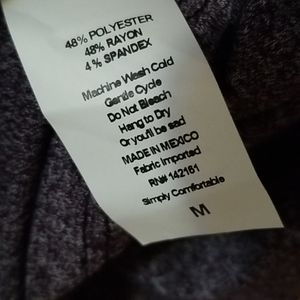 48% POLYESTER
48% RAYON
4% SPANDEX
Machine Wash Cold
Gentle Cycle
Do Not Bleach
Hang to Dry
Or you'll be sad
MADE IN MEXICO
Fabric Imported
RN# 142161
Simply Comfortable
M